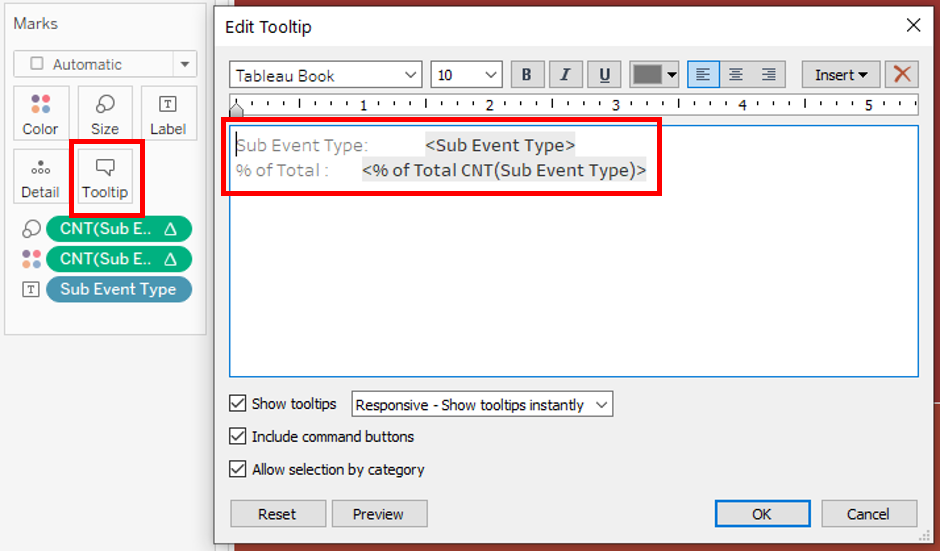 Marks
Automatic
Color Size Label
Detail Tooltip
CNT(Sub E.. Δ
CNT(Sub E.. Δ
T Sub Event Type
Edit Tooltip
Tableau Book 10 B I U Insert
1 2 3 4 5
Sub Event Type: <Sub Event Type>
% of Total : <% of Total CNT(Sub Event Type)>
Show tooltips Responsive - Show tooltips instantly
Include command buttons
Allow selection by category
Reset Preview OK Cancel